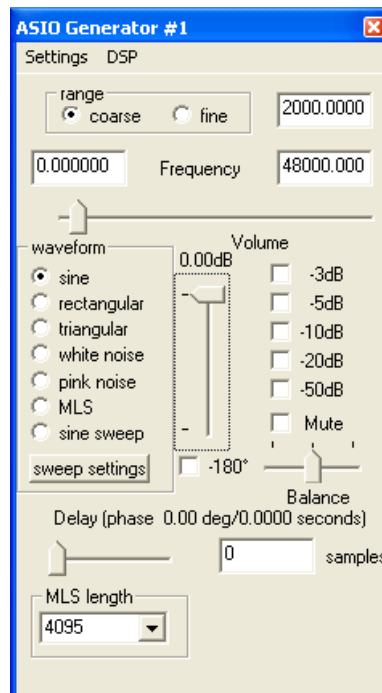 ASIO Generator #1
Settings DSP
range
coarse fine 2000.0000
0.000000 Frequency 48000.000
waveform Volume
0.00dB
sine -3dB
rectangular -5dB
triangular -10dB
white noise -20dB
pink noise -50dB
MLS
sine sweep Mute
sweep settings -180°
Balance
Delay (phase 0.00 deg/0.0000 seconds)
0 samples
MLS length
4095